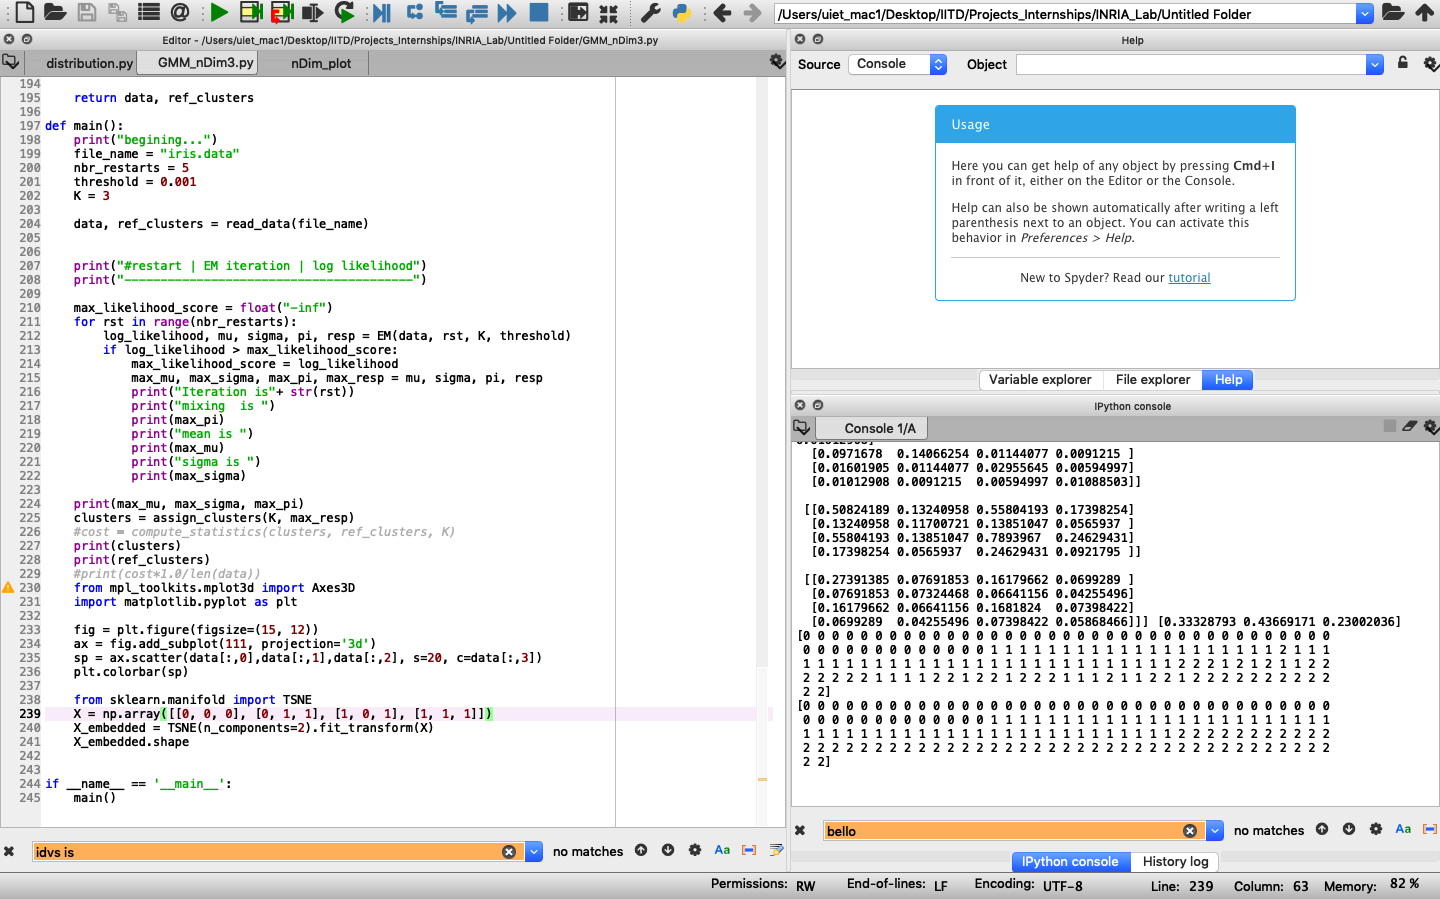 /Users/uiet_mac1/Desktop/IITD/Projects_Internships/INRIA_Lab/Untitled Folder
Editor - /Users/uiet_mac1/Desktop/IITD/Projects_Internships/INRIA_Lab/Untitled Folder/GMM_nDim3.py
distribution.py GMM_nDim3.py nDim_plot
194
195     return data, ref_clusters
196
197 def main():
198     print("begining...")
199     file_name = "iris.data"
200     nbr_restarts = 5
201     threshold = 0.001
202     K = 3
203
204     data, ref_clusters = read_data(file_name)
205
206
207     print("#restart | EM iteration | log likelihood")
208     print("----------------------------------------")
209
210     max_likelihood_score = float("-inf")
211     for rst in range(nbr_restarts):
212         log_likelihood, mu, sigma, pi, resp = EM(data, rst, K, threshold)
213         if log_likelihood > max_likelihood_score:
214             max_likelihood_score = log_likelihood
215             max_mu, max_sigma, max_pi, max_resp = mu, sigma, pi, resp
216             print("Iteration is"+ str(rst))
217             print("mixing  is ")
218             print(max_pi)
219             print("mean is ")
220             print(max_mu)
221             print("sigma is ")
222             print(max_sigma)
223
224     print(max_mu, max_sigma, max_pi)
225     clusters = assign_clusters(K, max_resp)
226     #cost = compute_statistics(clusters, ref_clusters, K)
227     print(clusters)
228     print(ref_clusters)
229     #print(cost*1.0/len(data))
230     from mpl_toolkits.mplot3d import Axes3D
231     import matplotlib.pyplot as plt
232
233     fig = plt.figure(figsize=(15, 12))
234     ax = fig.add_subplot(111, projection='3d')
235     sp = ax.scatter(data[:,0],data[:,1],data[:,2], s=20, c=data[:,3])
236     plt.colorbar(sp)
237
238     from sklearn.manifold import TSNE
239     X = np.array([[0, 0, 0], [0, 1, 1], [1, 0, 1], [1, 1, 1]])
240     X_embedded = TSNE(n_components=2).fit_transform(X)
241     X_embedded.shape
242
243
244 if __name__ == '__main__':
245     main()
idvs is no matches Aa
Help
Source Console Object
Usage
Here you can get help of any object by pressing Cmd+I
in front of it, either on the Editor or the Console.
Help can also be shown automatically after writing a left
parenthesis next to an object. You can activate this
behavior in Preferences > Help.
New to Spyder? Read our tutorial
Variable explorer File explorer Help
IPython console
Console 1/A
[0.0971678  0.14066254 0.01144077 0.0091215 ]
[0.01601905 0.01144077 0.02955645 0.00594997]
[0.01012908 0.0091215  0.00594997 0.01088503]]
[[0.50824189 0.13240958 0.55804193 0.17398254]
[0.13240958 0.11700721 0.13851047 0.0565937 ]
[0.55804193 0.13851047 0.7893967  0.24629431]
[0.17398254 0.0565937  0.24629431 0.0921795 ]]
[[0.27391385 0.07691853 0.16179662 0.0699289 ]
[0.07691853 0.07324468 0.06641156 0.04255496]
[0.16179662 0.06641156 0.1681824  0.07398422]
[0.0699289  0.04255496 0.07398422 0.05868466]]] [0.33328793 0.43669171 0.23002036]
[0 0 0 0 0 0 0 0 0 0 0 0 0 0 0 0 0 0 0 0 0 0 0 0 0 0 0 0 0 0 0 0 0 0 0 0 0
0 0 0 0 0 0 0 0 0 0 0 0 0 1 1 1 1 1 1 1 1 1 1 1 1 1 1 1 1 1 1 1 1 2 1 1 1
1 1 1 1 1 1 1 1 1 1 1 1 1 1 1 1 1 1 1 1 1 1 1 1 1 1 2 2 2 1 2 1 2 1 2 1 2 2
2 2 2 2 2 1 2 2 2 2 1 1 1 2 2 1 1 1 2 2 2 1 2 2 2 1 1 2 2 2 2 2 1 2 2 2 2
2 2]
[0 0 0 0 0 0 0 0 0 0 0 0 0 0 0 0 0 0 0 0 0 0 0 0 0 0 0 0 0 0 0 0 0 0 0 0 0
0 0 0 0 0 0 0 0 0 0 0 0 0 1 1 1 1 1 1 1 1 1 1 1 1 1 1 1 1 1 1 1 1 1 1 1 1
1 1 1 1 1 1 1 1 1 1 1 1 1 1 1 1 1 1 1 1 1 1 1 1 1 1 2 2 2 2 2 2 2 2 2 2 2
2 2 2 2 2 2 2 2 2 2 2 2 2 2 2 2 2 2 2 2 2 2 2 2 2 2 2 2 2 2 2 2 2 2 2 2 2
2 2]
bello no matches Aa
IPython console History log
Permissions: RW End-of-lines: LF Encoding: UTF-8 Line: 239 Column: 63 Memory: 82 %